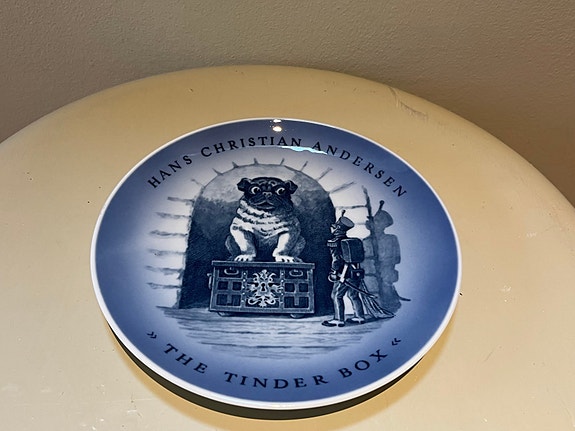 HANS CHRISTIAN ANDERSEN
» THE TINDER BOX «